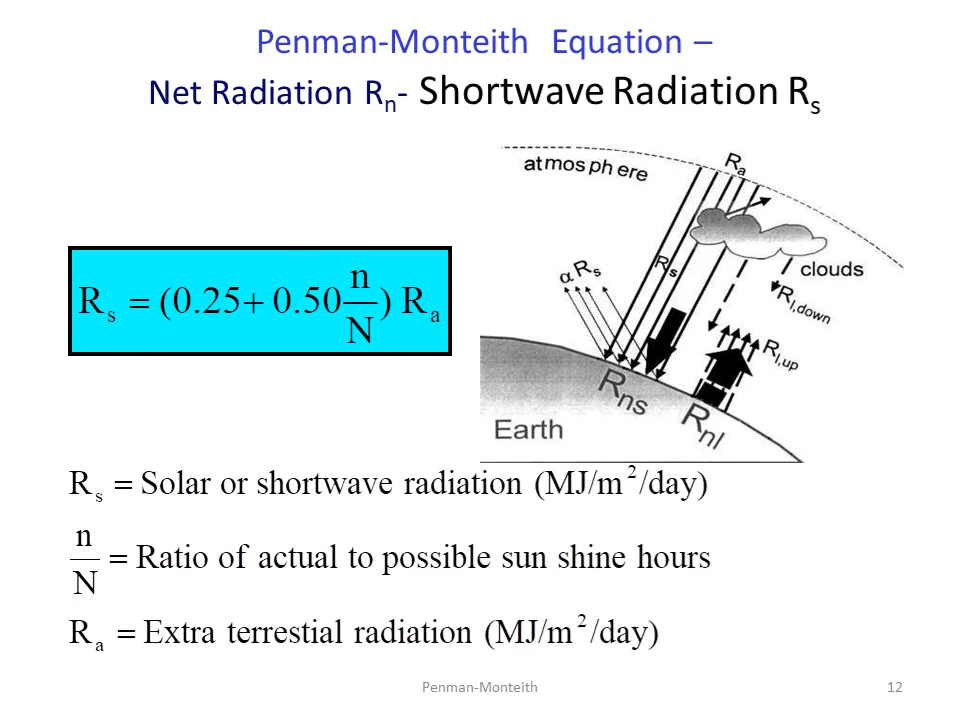 Penman-Monteith Equation –
Net Radiation Rn- Shortwave Radiation Rs
atmosphere
Ra
clouds
αRs
Rs
Rl,down
Rl,up
Rns
Rnl
Earth
Rs = (0.25+ 0.50 n/N) Ra
Rs = Solar or shortwave radiation (MJ/m²/day)
n/N = Ratio of actual to possible sun shine hours
Ra = Extra terrestial radiation (MJ/m²/day)
Penman-Monteith
12